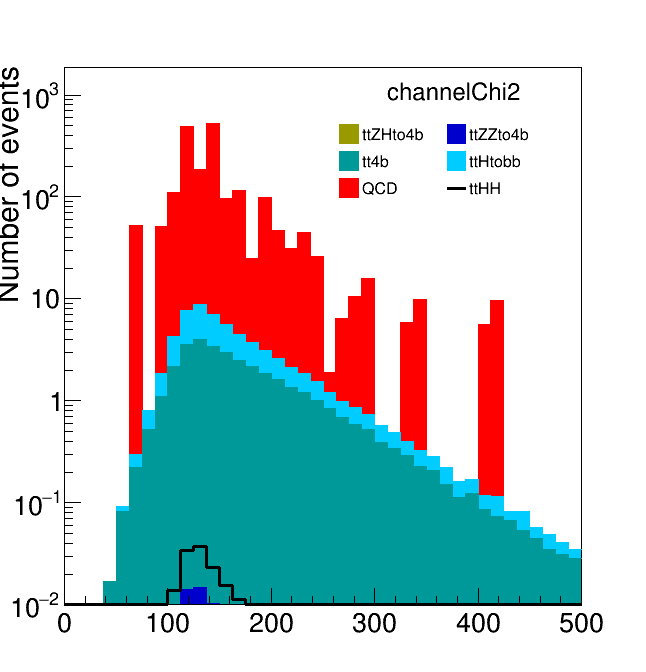 channelChi2
ttZHto4b ttZZto4b
tt4b ttHtobb
QCD ttHH
Number of events
10³
10²
10
1
10⁻¹
10⁻²
0 100 200 300 400 500